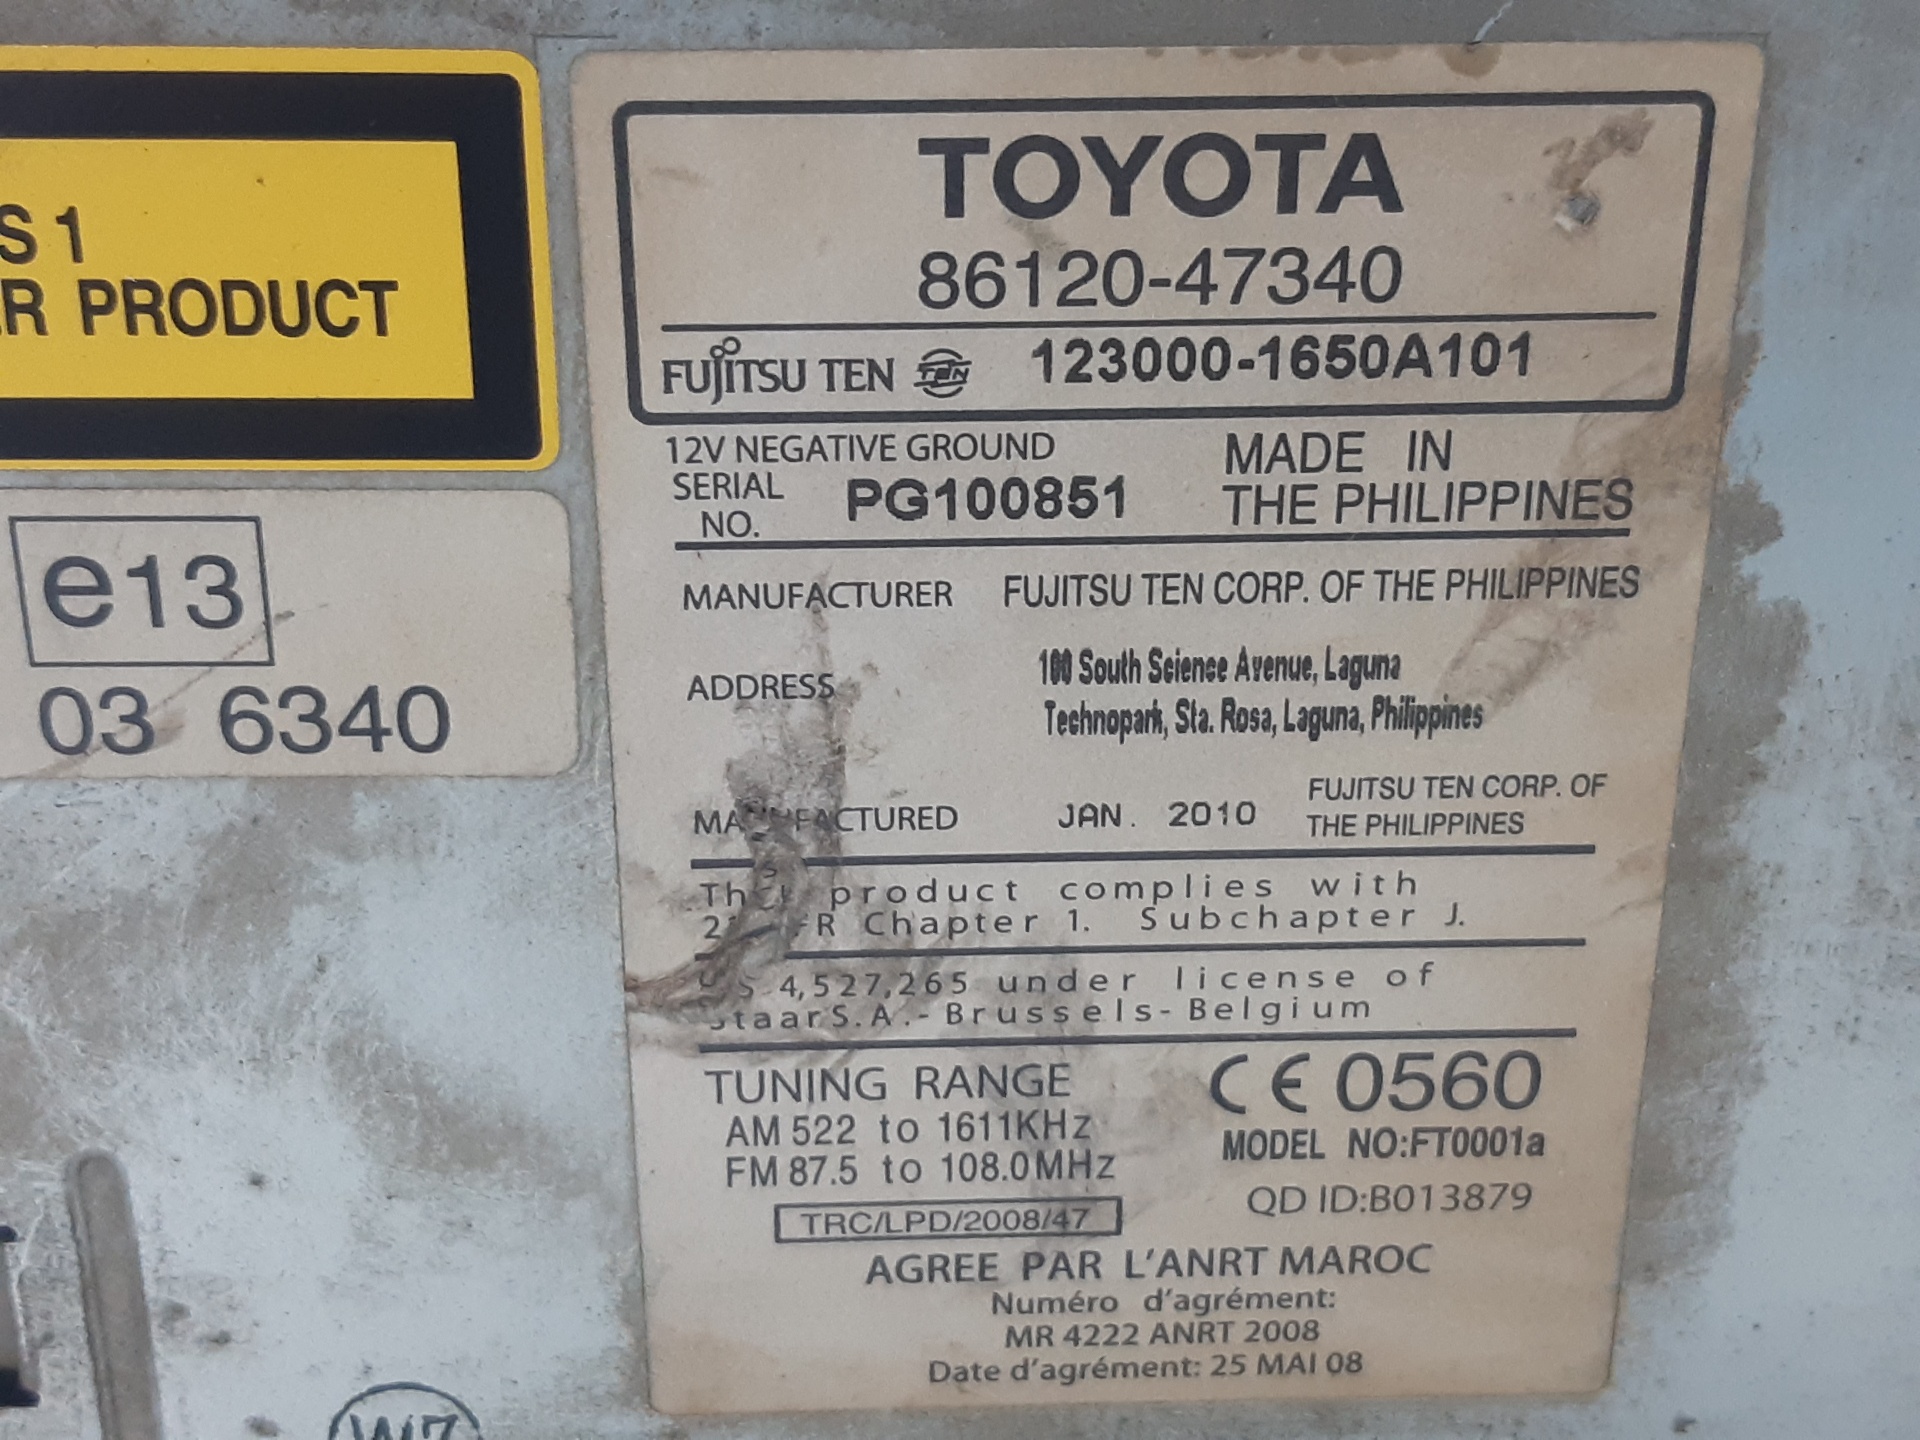 S 1
R PRODUCT
e13
03 6340
TOYOTA
86120-47340
FUJITSU TEN TEN 123000-1650A101
12V NEGATIVE GROUND
SERIAL NO. PG100851
MADE IN
THE PHILIPPINES
MANUFACTURER FUJITSU TEN CORP. OF THE PHILIPPINES
ADDRESS 100 South Science Avenue, Laguna
Technopark, Sta. Rosa, Laguna, Philippines
MANUFACTURED JAN. 2010 FUJITSU TEN CORP. OF
THE PHILIPPINES
product complies with
Chapter 1. Subchapter J.
4,527,265 under license of
Staar S.A.-Brussels-Belgium
TUNING RANGE
AM 522 to 1611KHz
FM 87.5 to 108.0MHz
CE 0560
MODEL NO:FT0001a
QD ID:B013879
TRC/LPD/2008/47
AGREE PAR L'ANRT MAROC
Numéro d'agrément:
MR 4222 ANRT 2008
Date d'agrément: 25 MAI 08